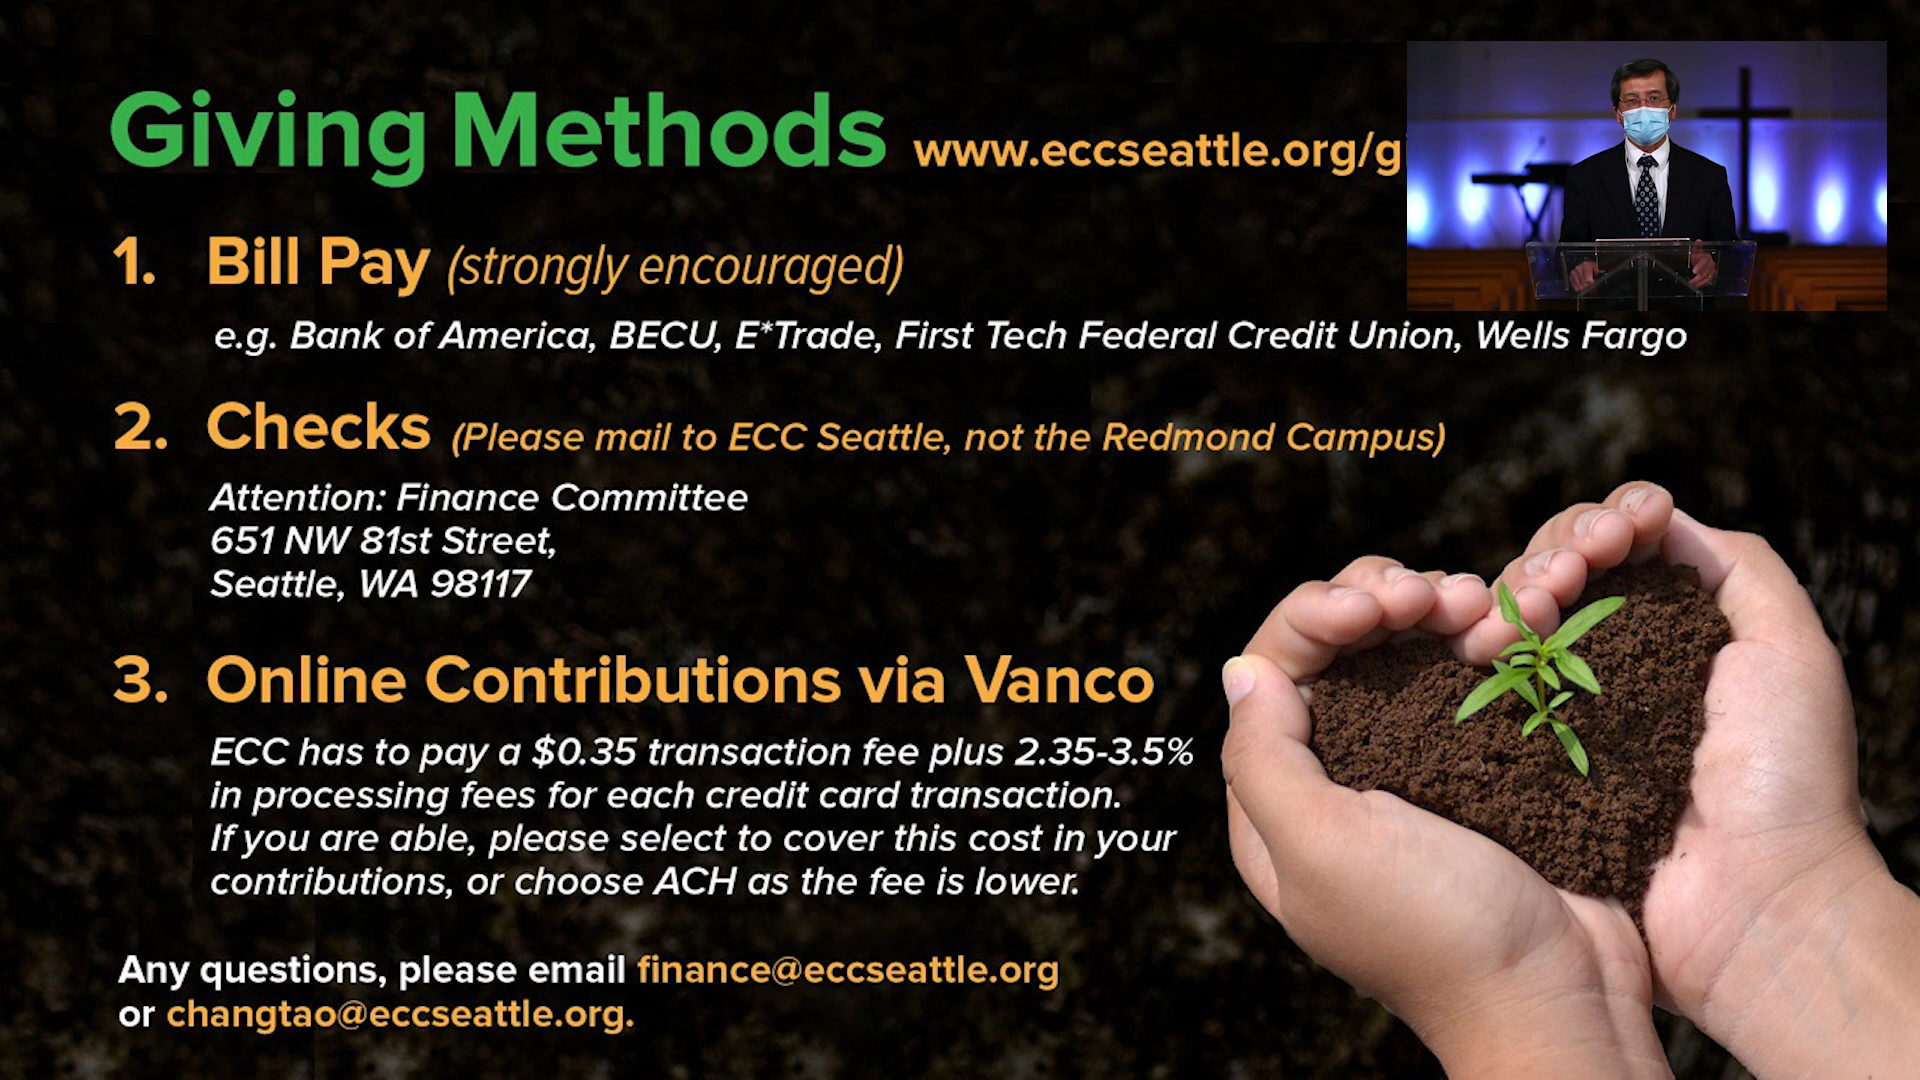 Giving Methods www.eccseattle.org/g
1. Bill Pay (strongly encouraged)
e.g. Bank of America, BECU, E*Trade, First Tech Federal Credit Union, Wells Fargo
2. Checks (Please mail to ECC Seattle, not the Redmond Campus)
Attention: Finance Committee
651 NW 81st Street,
Seattle, WA 98117
3. Online Contributions via Vanco
ECC has to pay a $0.35 transaction fee plus 2.35-3.5%
in processing fees for each credit card transaction.
If you are able, please select to cover this cost in your
contributions, or choose ACH as the fee is lower.
Any questions, please email finance@eccseattle.org
or changtao@eccseattle.org.